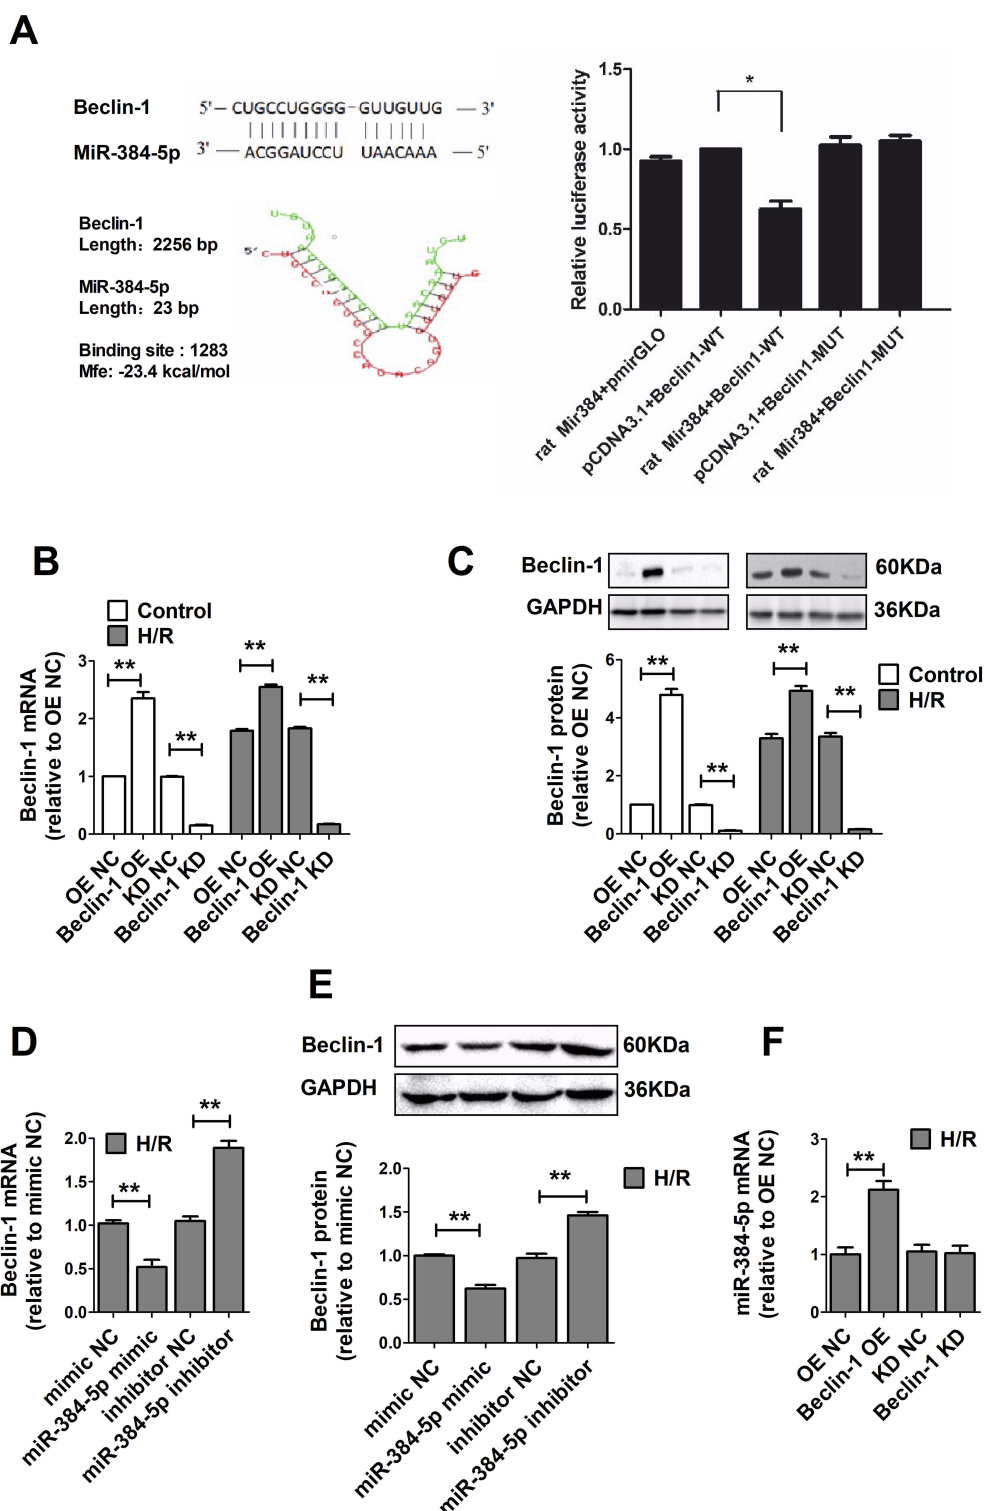 A
Beclin-1
5'— CUGCCUGGGG–GUUGUUG — 3'
MiR-384-5p
3' — ACGGAUCCU UAACAAA — 5'
Beclin-1
Length: 2256 bp
MiR-384-5p
Length: 23 bp
Binding site : 1283
Mfe: -23.4 kcal/mol
5'
Relative luciferase activity
1.5
1.0
0.5
0.0
*
rat Mir384+pmirGLO
pCDNA3.1+Beclin1-WT
rat Mir384+Beclin1-WT
pCDNA3.1+Beclin1-MUT
rat Mir384+Beclin1-MUT
B
Control
H/R
Beclin-1 mRNA
(relative to OE NC)
3
2
1
0
**
**
**
**
OE NC
Beclin-1 OE
KD NC
Beclin-1 KD
OE NC
Beclin-1 OE
KD NC
Beclin-1 KD
C
Beclin-1
60KDa
GAPDH
36KDa
Control
H/R
Beclin-1 protein
(relative OE NC)
6
4
2
0
**
**
**
**
OE NC
Beclin-1 OE
KD NC
Beclin-1 KD
OE NC
Beclin-1 OE
KD NC
Beclin-1 KD
D
H/R
Beclin-1 mRNA
(relative to mimic NC)
2.0
1.5
1.0
0.5
0.0
**
**
mimic NC
miR-384-5p mimic
inhibitor NC
miR-384-5p inhibitor
E
Beclin-1
60KDa
GAPDH
36KDa
H/R
Beclin-1 protein
(relative to mimic NC)
2.0
1.5
1.0
0.5
0.0
**
**
mimic NC
miR-384-5p mimic
inhibitor NC
miR-384-5p inhibitor
F
H/R
miR-384-5p mRNA
(relative to OE NC)
3
2
1
0
**
OE NC
Beclin-1 OE
KD NC
Beclin-1 KD